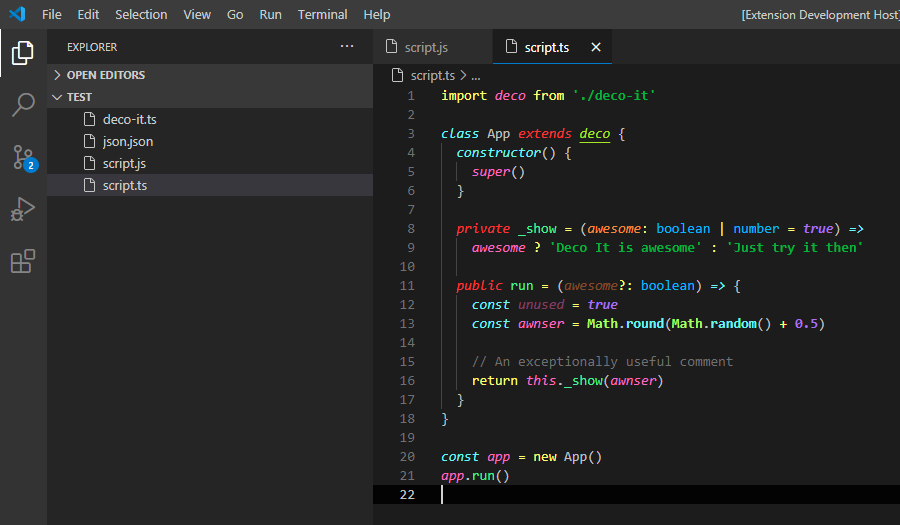 File Edit Selection View Go Run Terminal Help [Extension Development Host]
EXPLORER ···
OPEN EDITORS
TEST
deco-it.ts
json.json
script.js
script.ts
2
script.js script.ts
script.ts > ...
1 import deco from './deco-it'
2
3 class App extends deco {
4 constructor() {
5 super()
6 }
7
8 private _show = (awesome: boolean | number = true) =>
9 awesome ? 'Deco It is awesome' : 'Just try it then'
10
11 public run = (awesome?: boolean) => {
12 const unused = true
13 const awnser = Math.round(Math.random() + 0.5)
14
15 // An exceptionally useful comment
16 return this._show(awnser)
17 }
18 }
19
20 const app = new App()
21 app.run()
22